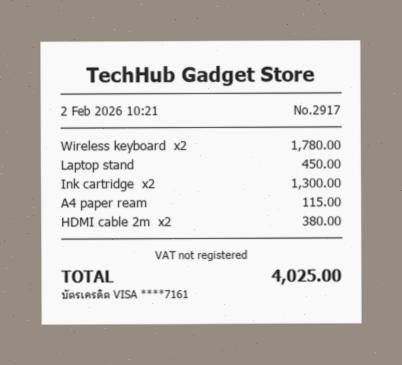 TechHub Gadget Store
2 Feb 2026 10:21 No.2917
Wireless keyboard x2 1,780.00
Laptop stand 450.00
Ink cartridge x2 1,300.00
A4 paper ream 115.00
HDMI cable 2m x2 380.00
VAT not registered
TOTAL 4,025.00
บัตรเครดิต VISA ****7161